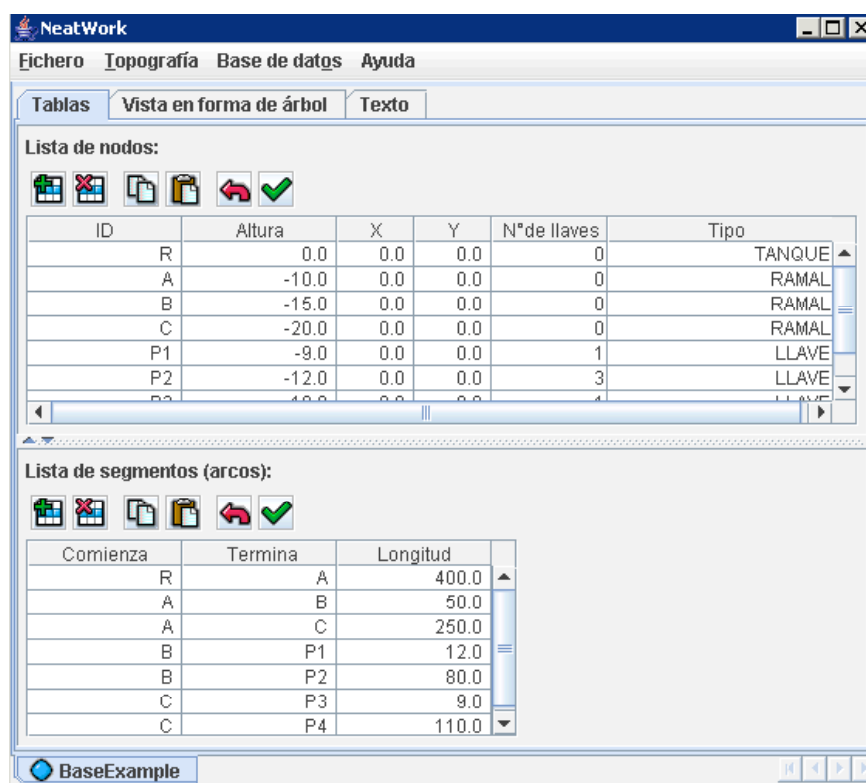 NeatWork
Fichero Topografía Base de datos Ayuda
Tablas Vista en forma de árbol Texto
Lista de nodos:
ID Altura X Y N°de llaves Tipo
R 0.0 0.0 0.0 0 TANQUE
A -10.0 0.0 0.0 0 RAMAL
B -15.0 0.0 0.0 0 RAMAL
C -20.0 0.0 0.0 0 RAMAL
P1 -9.0 0.0 0.0 1 LLAVE
P2 -12.0 0.0 0.0 3 LLAVE
Lista de segmentos (arcos):
Comienza Termina Longitud
R A 400.0
A B 50.0
A C 250.0
B P1 12.0
B P2 80.0
C P3 9.0
C P4 110.0
BaseExample